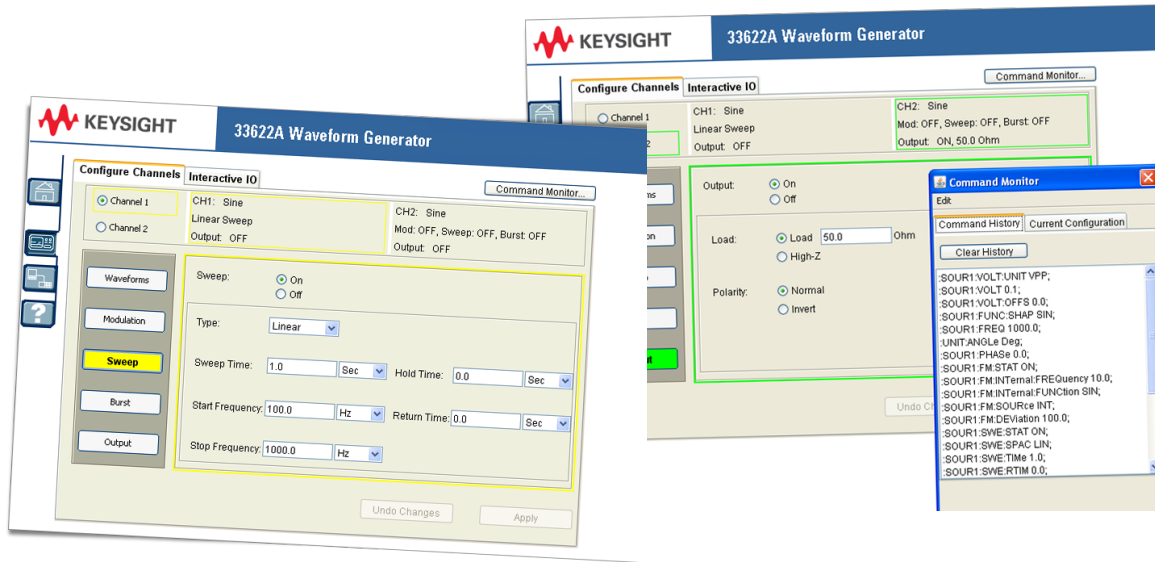 KEYSIGHT
33622A Waveform Generator
Command Monitor...
Configure Channels
Interactive IO
Channel 1
2
CH1: Sine
Linear Sweep
Output: OFF
CH2: Sine
Mod: OFF, Sweep: OFF, Burst: OFF
Output: ON, 50.0 Ohm
Output:
On
Off
Load:
Load 50.0 Ohm
High-Z
Polarity:
Normal
Invert
Command Monitor
Edit
Command History
Current Configuration
Clear History
:SOUR1:VOLT:UNIT VPP;
:SOUR1:VOLT 0.1;
:SOUR1:VOLT:OFFS 0.0;
:SOUR1:FUNC:SHAP SIN;
:SOUR1:FREQ 1000.0;
:UNIT:ANGLe Deg;
:SOUR1:PHASe 0.0;
:SOUR1:FM:STAT ON;
:SOUR1:FM:INTernal:FREQuency 10.0;
:SOUR1:FM:INTernal:FUNCtion SIN;
:SOUR1:FM:SOURce INT;
:SOUR1:FM:DEViation 100.0;
:SOUR1:SWE:STAT ON;
:SOUR1:SWE:SPAC LIN;
:SOUR1:SWE:TIMe 1.0;
:SOUR1:SWE:RTIM 0.0;
KEYSIGHT
33622A Waveform Generator
Configure Channels
Interactive IO
Command Monitor...
Channel 1
Channel 2
CH1: Sine
Linear Sweep
Output: OFF
CH2: Sine
Mod: OFF, Sweep: OFF, Burst: OFF
Output: OFF
Waveforms
Modulation
Sweep
Burst
Output
Sweep:
On
Off
Type: Linear
Sweep Time: 1.0 Sec
Hold Time: 0.0 Sec
Start Frequency: 100.0 Hz
Return Time: 0.0 Sec
Stop Frequency: 1000.0 Hz
Undo Changes
Apply